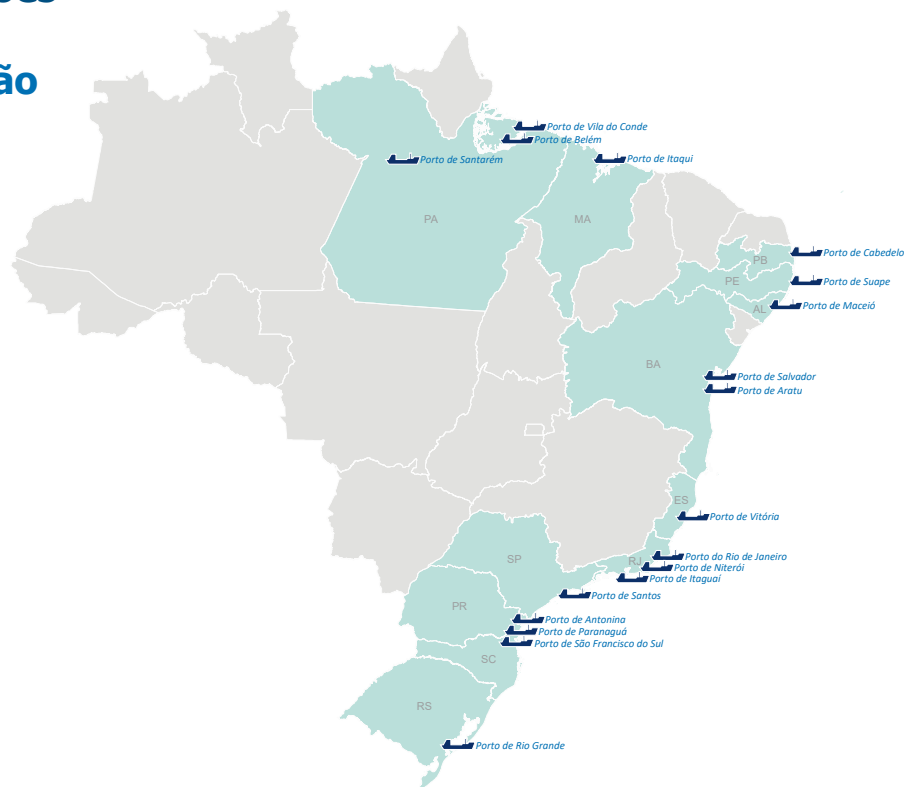 ão
Porto de Vila do Conde
Porto de Belém
Porto de Santarém
Porto de Itaqui
PA
MA
Porto de Cabedelo
PB
PE
Porto de Suape
AL
Porto de Maceió
BA
Porto de Salvador
Porto de Aratu
ES
Porto de Vitória
SP
RJ
Porto do Rio de Janeiro
Porto de Niterói
Porto de Itaguaí
Porto de Santos
PR
Porto de Antonina
Porto de Paranaguá
Porto de São Francisco do Sul
SC
RS
Porto de Rio Grande